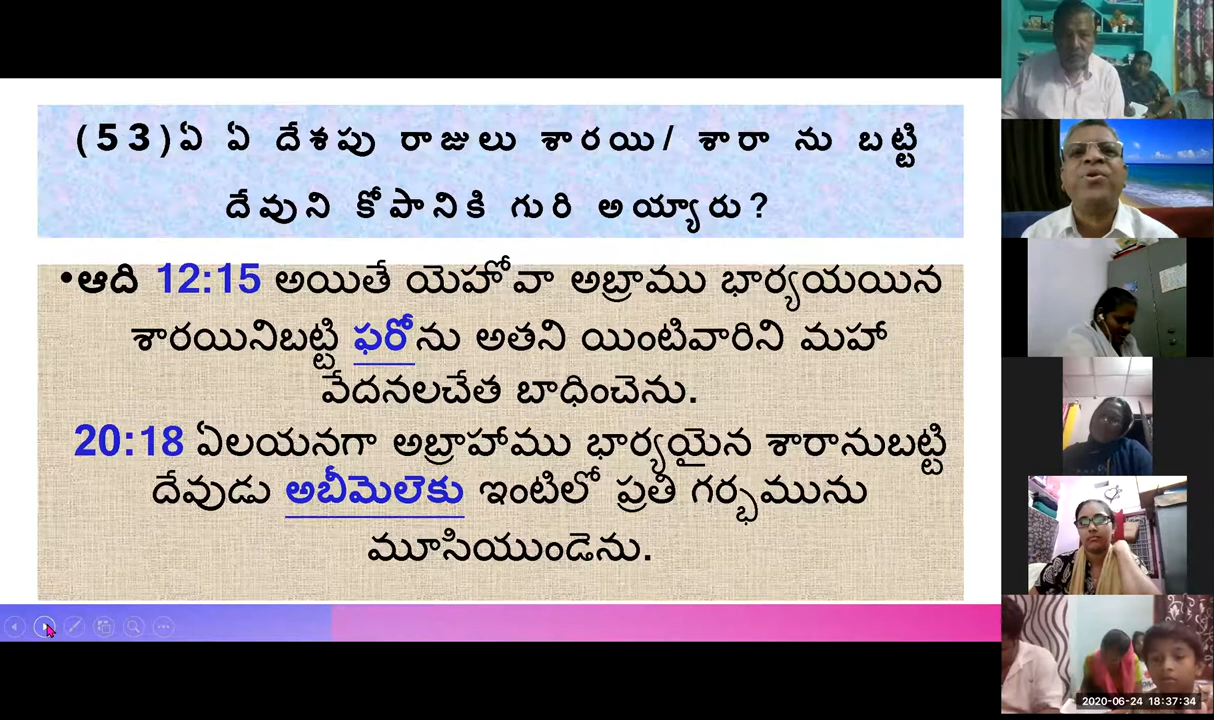 (53)ఏ ఏ దేశపు రాజులు శారయి/ శారా ను బట్టి
దేవుని కోపానికి గురి అయ్యారు?
•ఆది 12:15 అయితే యెహోవా అబ్రాము భార్యయయిన
శారయినిబట్టి ఫరోను అతని యింటివారిని మహా
వేదనలచేత బాధించెను.
20:18 ఏలయనగా అబ్రాహాము భార్యయైన శారానుబట్టి
దేవుడు అబీమెలెకు ఇంటిలో ప్రతి గర్భమును
మూసియుండెను.
2020-06-24 18:37:34